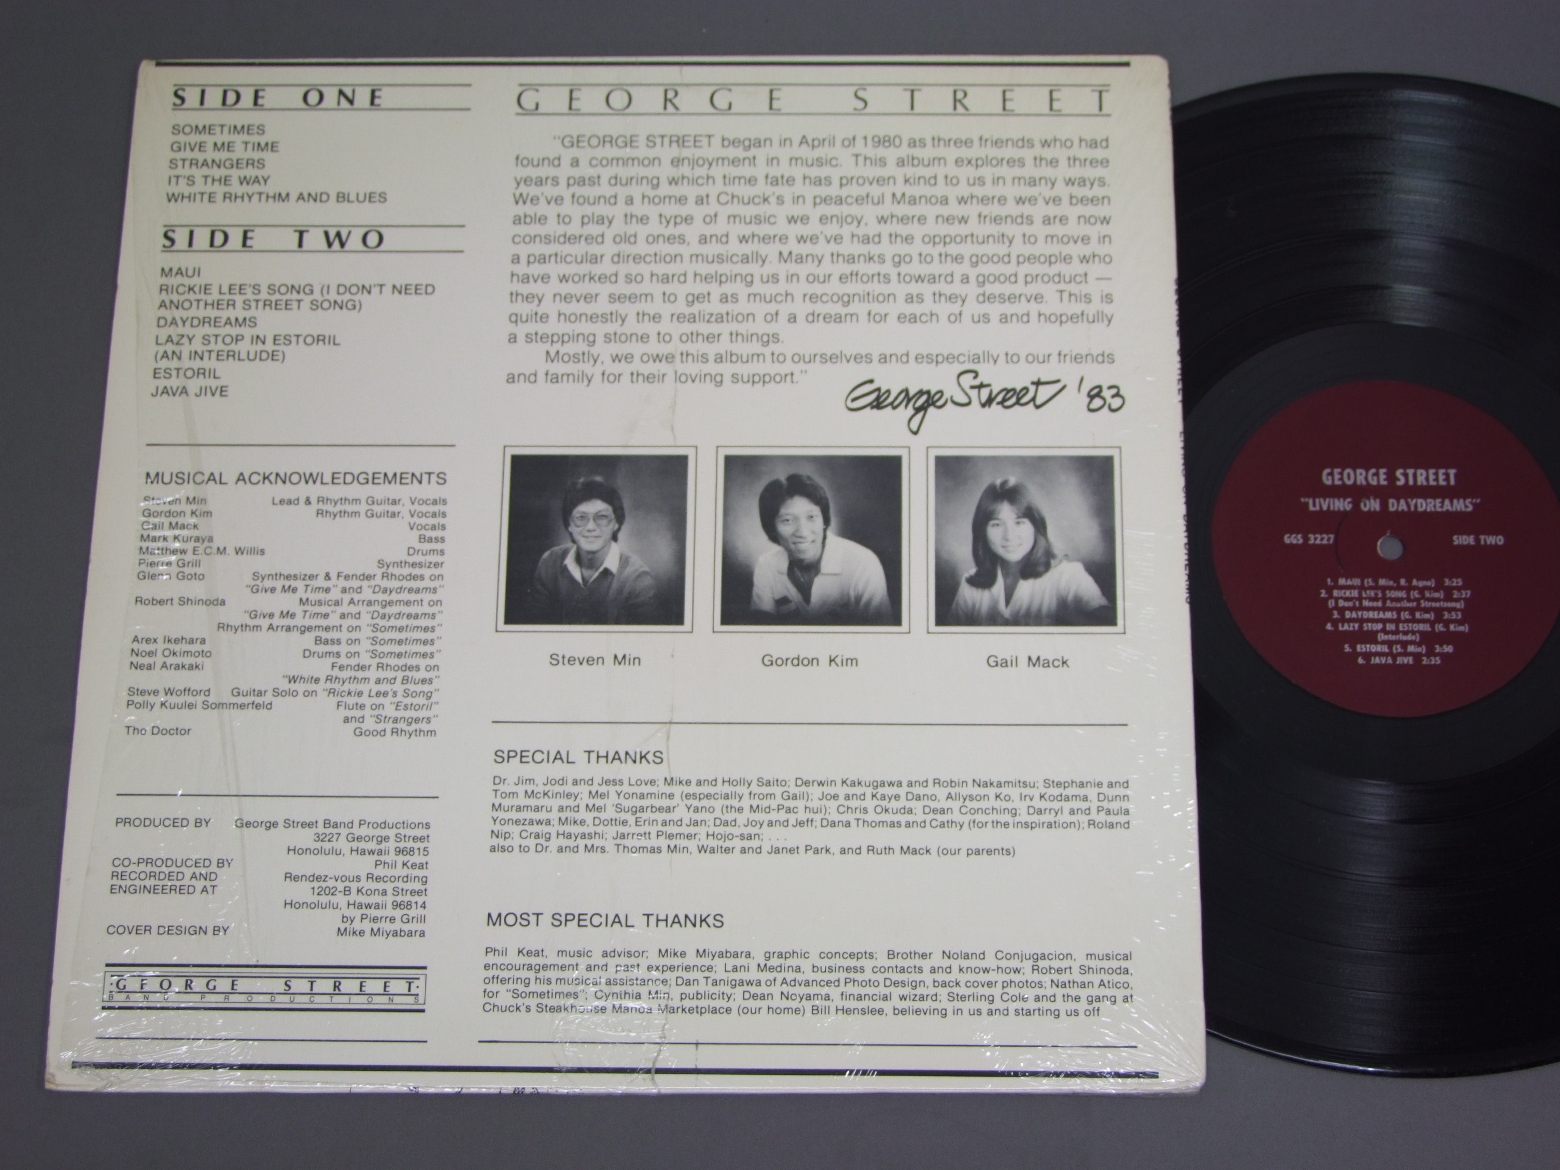 SIDE ONE
SOMETIMES
GIVE ME TIME
STRANGERS
IT'S THE WAY
WHITE RHYTHM AND BLUES
SIDE TWO
MAUI
RICKIE LEE'S SONG (I DON'T NEED
ANOTHER STREET SONG)
DAYDREAMS
LAZY STOP IN ESTORIL
(AN INTERLUDE)
ESTORIL
JAVA JIVE
MUSICAL ACKNOWLEDGEMENTS
Steven Min Lead & Rhythm Guitar, Vocals
Gordon Kim Rhythm Guitar, Vocals
Gail Mack Vocals
Mark Kuraya Bass
Matthew E.C.M. Willis Drums
Pierre Grill Synthesizer
Glenn Goto Synthesizer & Fender Rhodes on
"Give Me Time" and "Daydreams"
Robert Shinoda Musical Arrangement on
"Give Me Time" and "Daydreams"
Rhythm Arrangement on "Sometimes"
Arex Ikehara Bass on "Sometimes"
Noel Okimoto Drums on "Sometimes"
Neal Arakaki Fender Rhodes on
"White Rhythm and Blues"
Steve Wofford Guitar Solo on "Rickie Lee's Song"
Polly Kuulei Sommerfeld Flute on "Estoril"
and "Strangers"
Tho Doctor Good Rhythm
PRODUCED BY George Street Band Productions
3227 George Street
Honolulu, Hawaii 96815
CO-PRODUCED BY Phil Keat
RECORDED AND Rendez-vous Recording
ENGINEERED AT 1202-B Kona Street
Honolulu, Hawaii 96814
by Pierre Grill
COVER DESIGN BY Mike Miyabara
·GEORGE STREET·
BAND PRODUCTIONS
GEORGE STREET
"GEORGE STREET began in April of 1980 as three friends who had
found a common enjoyment in music. This album explores the three
years past during which time fate has proven kind to us in many ways.
We've found a home at Chuck's in peaceful Manoa where we've been
able to play the type of music we enjoy, where new friends are now
considered old ones, and where we've had the opportunity to move in
a particular direction musically. Many thanks go to the good people who
have worked so hard helping us in our efforts toward a good product —
they never seem to get as much recognition as they deserve. This is
quite honestly the realization of a dream for each of us and hopefully
a stepping stone to other things.
Mostly, we owe this album to ourselves and especially to our friends
and family for their loving support."
George Street '83
Steven Min
Gordon Kim
Gail Mack
SPECIAL THANKS
Dr. Jim, Jodi and Jess Love; Mike and Holly Saito; Derwin Kakugawa and Robin Nakamitsu; Stephanie and
Tom McKinley; Mel Yonamine (especially from Gail); Joe and Kaye Dano, Allyson Ko, Irv Kodama, Dunn
Muramaru and Mel 'Sugarbear' Yano (the Mid-Pac hui); Chris Okuda; Dean Conching; Darryl and Paula
Yonezawa; Mike, Dottie, Erin and Jan; Dad, Joy and Jeff; Dana Thomas and Cathy (for the inspiration); Roland
Nip; Craig Hayashi; Jarrett Plemer; Hojo-san; . . .
also to Dr. and Mrs. Thomas Min, Walter and Janet Park, and Ruth Mack (our parents)
MOST SPECIAL THANKS
Phil Keat, music advisor; Mike Miyabara, graphic concepts; Brother Noland Conjugacion, musical
encouragement and past experience; Lani Medina, business contacts and know-how; Robert Shinoda,
offering his musical assistance; Dan Tanigawa of Advanced Photo Design, back cover photos; Nathan Atico,
for "Sometimes"; Cynthia Min, publicity; Dean Noyama, financial wizard; Sterling Cole and the gang at
Chuck's Steakhouse Manoa Marketplace (our home) Bill Henslee, believing in us and starting us off
GEORGE STREET
"LIVING ON DAYDREAMS"
GGS 3227 SIDE TWO
1. MAUI (S. Min, R. Agno) 3:25
2. RICKIE LEE'S SONG (G. Kim) 2:37
(I Don't Need Another Streetsong)
3. DAYDREAMS (G. Kim) 3:53
4. LAZY STOP IN ESTORIL (G. Kim)
(Interlude)
5. ESTORIL (S. Min) 3:50
6. JAVA JIVE 2:35